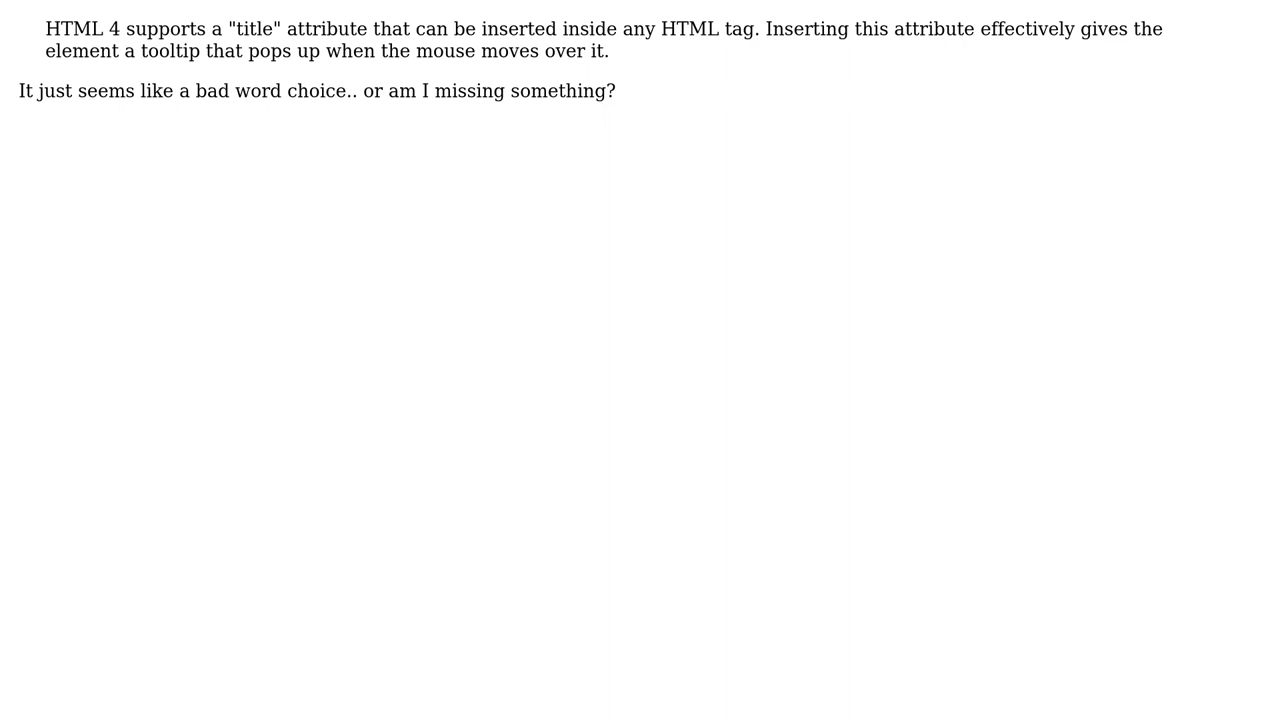 HTML 4 supports a "title" attribute that can be inserted inside any HTML tag. Inserting this attribute effectively gives the
element a tooltip that pops up when the mouse moves over it.
It just seems like a bad word choice.. or am I missing something?